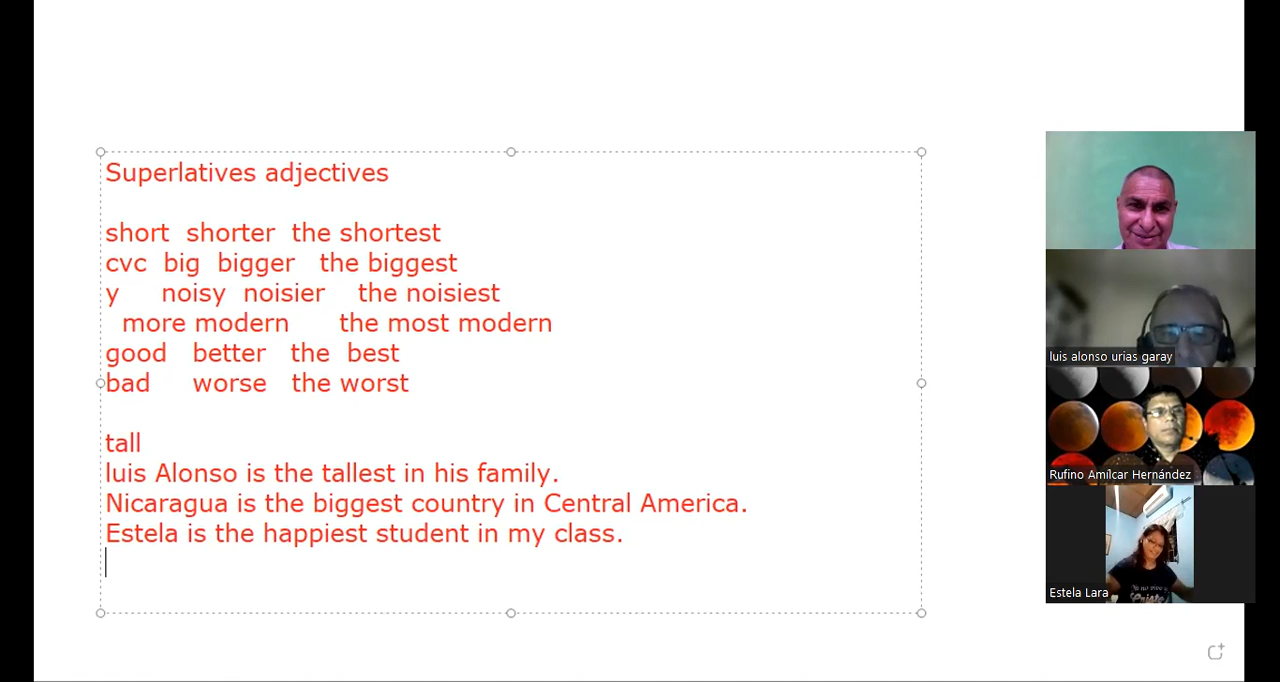 Superlatives adjectives
short shorter the shortest
cvc big bigger the biggest
y noisy noisier the noisiest
more modern the most modern
good better the best
bad worse the worst
tall
luis Alonso is the tallest in his family.
Nicaragua is the biggest country in Central America.
Estela is the happiest student in my class.
luis alonso urias garay
Rufino Amílcar Hernández
Cristo
Estela Lara